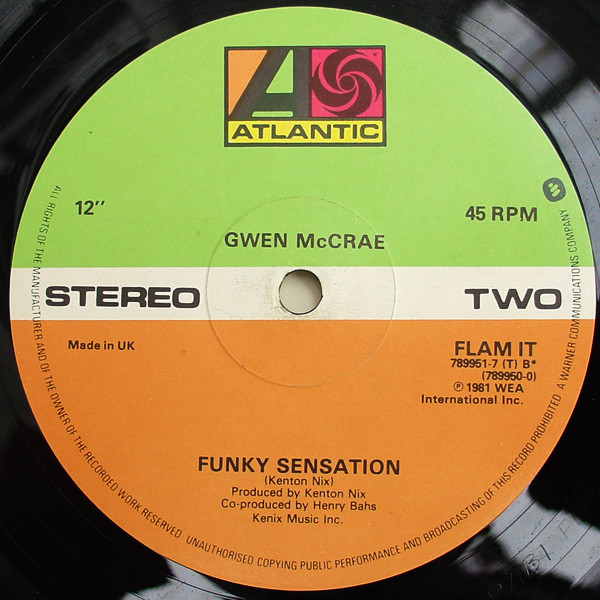 ATLANTIC
12"
45 RPM
GWEN McCRAE
STEREO
TWO
Made in UK
FLAM IT
789951-7 (T) B*
(789950-0)
℗ 1981 WEA
International Inc.
FUNKY SENSATION
(Kenton Nix)
Produced by Kenton Nix
Co-produced by Henry Bahs
Kenix Music Inc.
ALL RIGHTS OF THE MANUFACTURER AND OF THE OWNER OF THE RECORDED WORK RESERVED UNAUTHORISED COPYING PUBLIC PERFORMANCE AND BROADCASTING OF THIS RECORD PROHIBITED A WARNER COMMUNICATIONS COMPANY